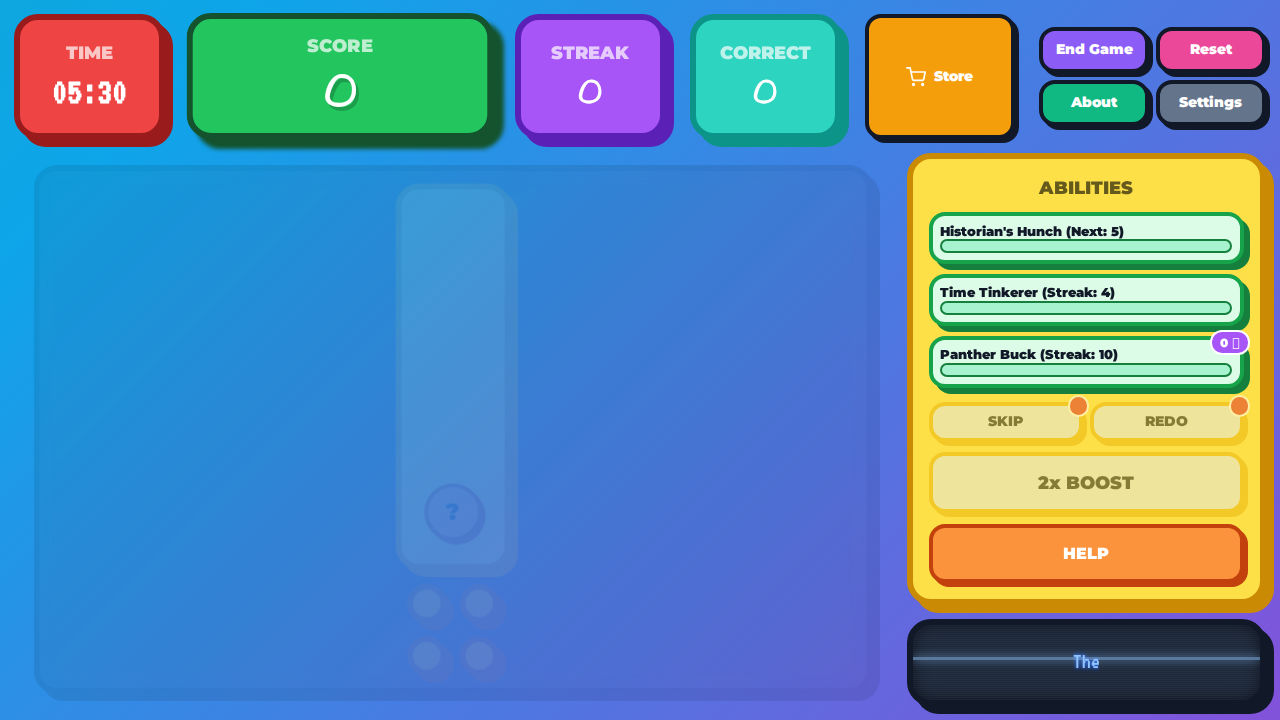 TIME
05:30
SCORE
0
STREAK
0
CORRECT
0
Store
End Game
Reset
About
Settings
?
ABILITIES
Historian's Hunch (Next: 5)
Time Tinkerer (Streak: 4)
0
Panther Buck (Streak: 10)
SKIP
REDO
2x BOOST
HELP
The